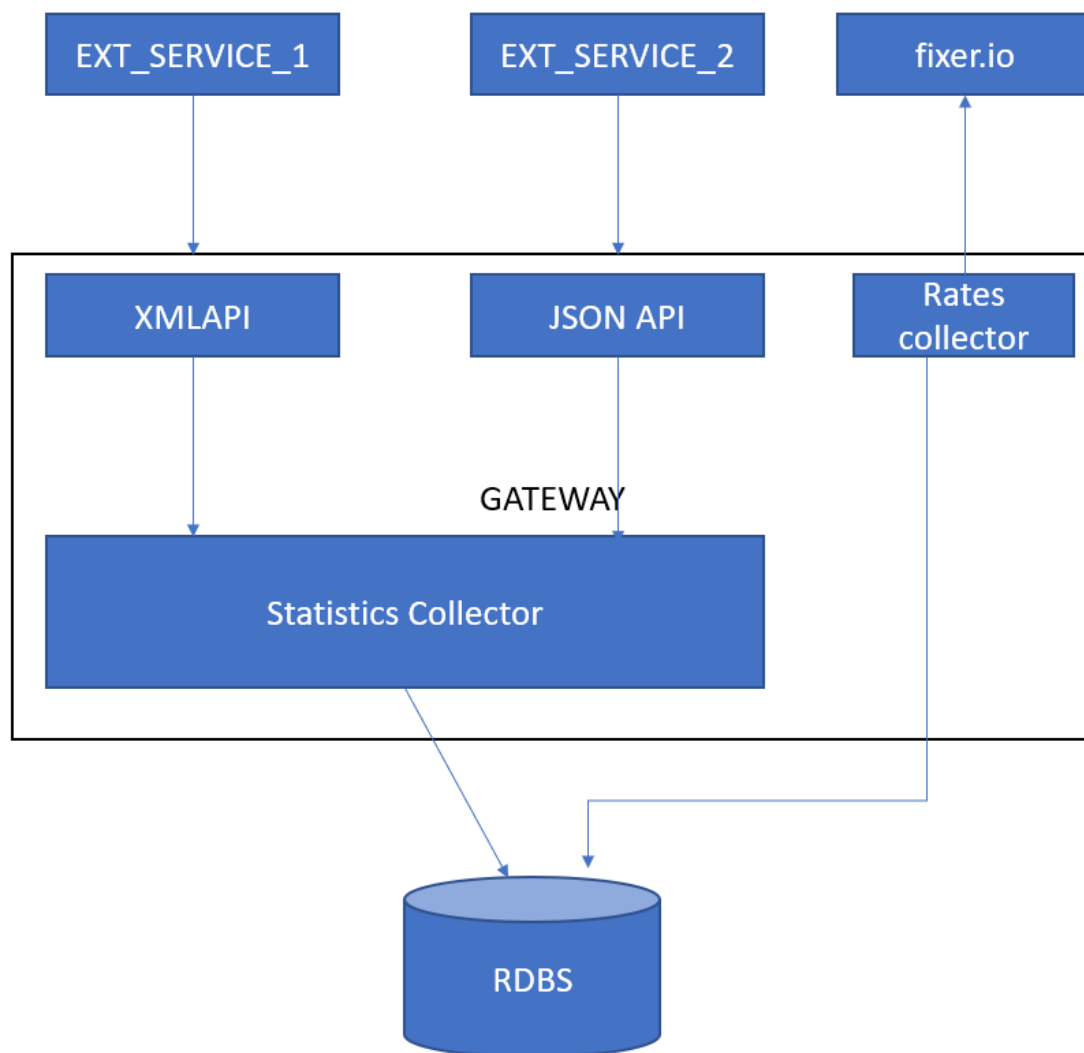 EXT_SERVICE_1
EXT_SERVICE_2
fixer.io
XMLAPI
JSON API
Rates
collector
GATEWAY
Statistics Collector
RDBS